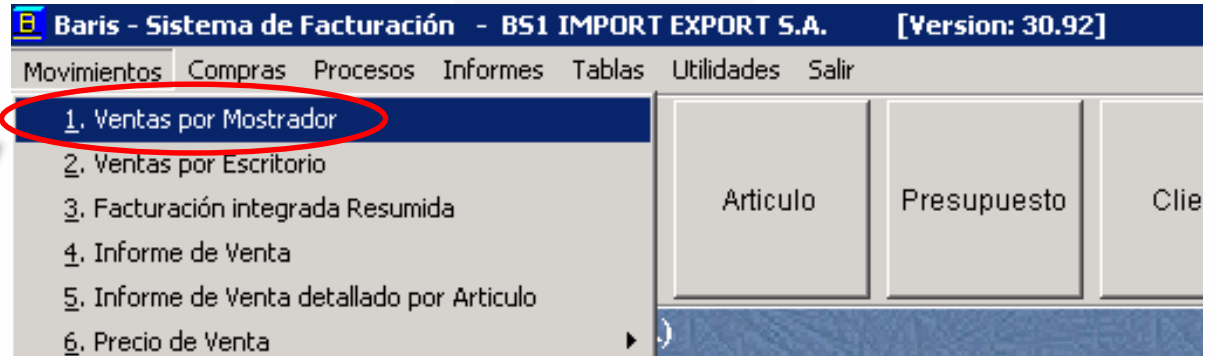 B Baris - Sistema de Facturación - BS1 IMPORT EXPORT S.A. [Version: 30.92]
Movimientos Compras Procesos Informes Tablas Utilidades Salir
1. Ventas por Mostrador
2. Ventas por Escritorio
3. Facturación integrada Resumida
4. Informe de Venta
5. Informe de Venta detallado por Articulo
6. Precio de Venta
Articulo Presupuesto Clie
)